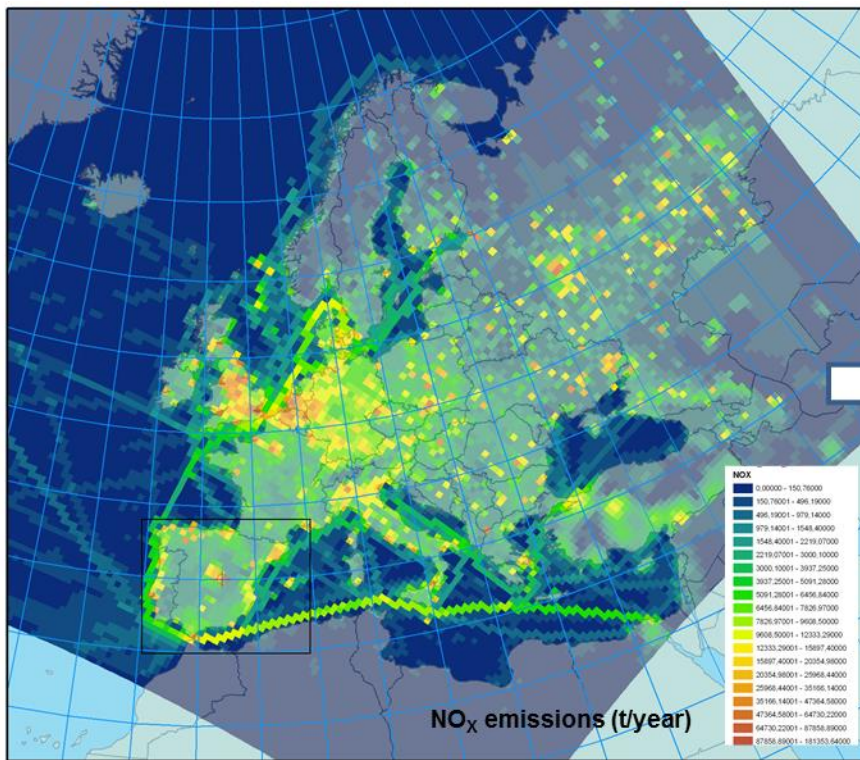 NOX
0,00000 - 150,76000
150,76001 - 496,19000
496,19001 - 979,14000
979,14001 - 1548,40000
1548,40001 - 2219,07000
2219,07001 - 3000,10000
3000,10001 - 3937,25000
3937,25001 - 5091,28000
5091,28001 - 6456,84000
6456,84001 - 7826,97000
7826,97001 - 9608,50000
9608,50001 - 12333,29000
12333,29001 - 15897,40000
15897,40001 - 20354,98000
20354,98001 - 25968,44000
25968,44001 - 35166,14000
35166,14001 - 47364,58000
47364,58001 - 64730,22000
64730,22001 - 87858,89000
87858,89001 - 181353,64000
NOₓ emissions (t/year)